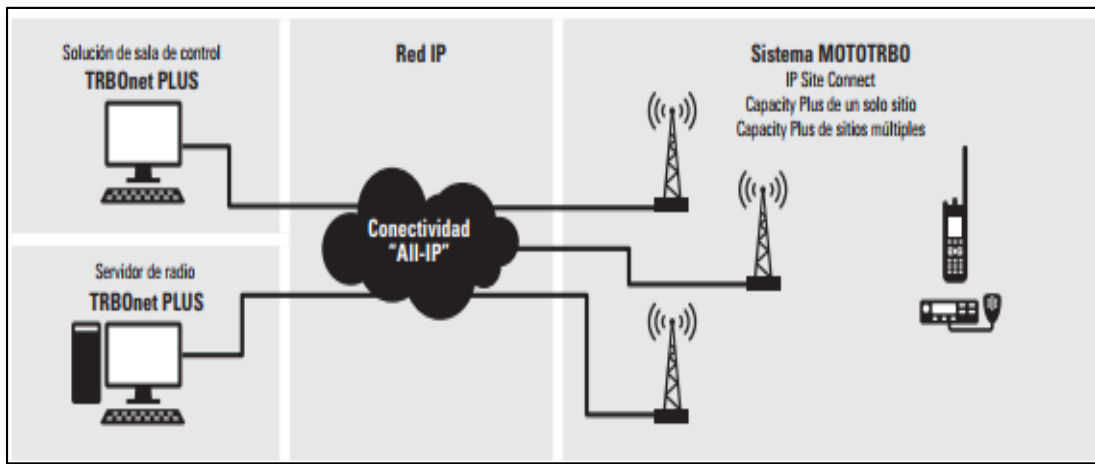 Solución de sala de control
TRBOnet PLUS
Servidor de radio
TRBOnet PLUS
Red IP
Conectividad
"All-IP"
Sistema MOTOTRBO
IP Site Connect
Capacity Plus de un solo sitio
Capacity Plus de sitios múltiples